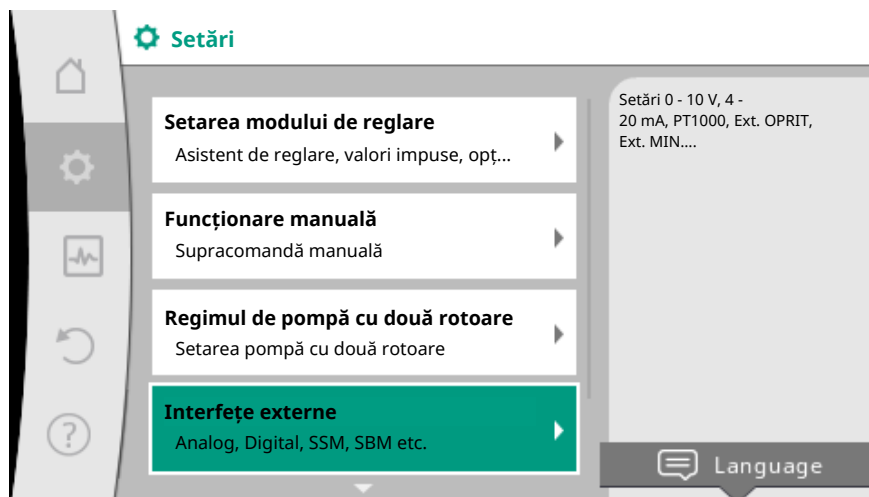 Setări
Setarea modului de reglare
Asistent de reglare, valori impuse, opț...
Funcționare manuală
Supracomandă manuală
Regimul de pompă cu două rotoare
Setarea pompă cu două rotoare
Interfețe externe
Analog, Digital, SSM, SBM etc.
Setări 0 - 10 V, 4 -
20 mA, PT1000, Ext. OPRIT,
Ext. MIN....
Language